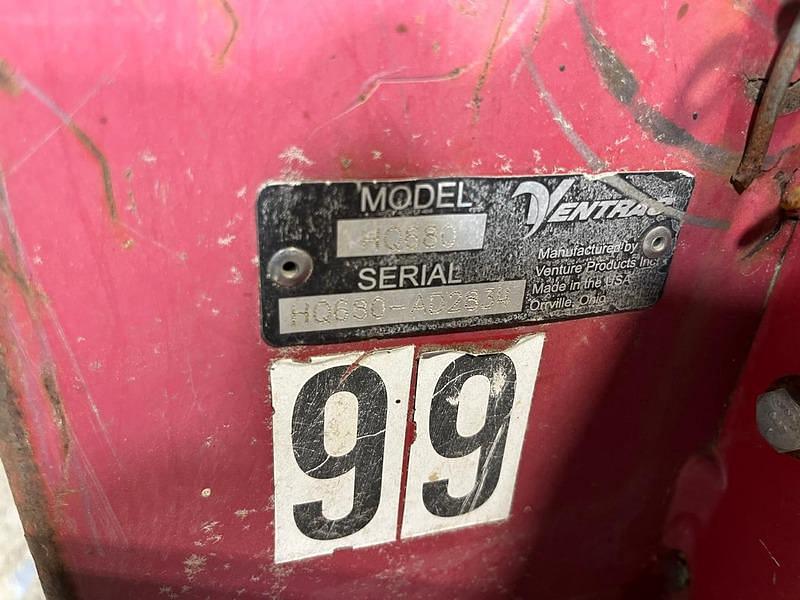 MODEL
HQ680
SERIAL
HQ680-AD2834
VENTRAC
Manufactured by
Venture Products Inc.
Made in the USA
Orrville, Ohio
99